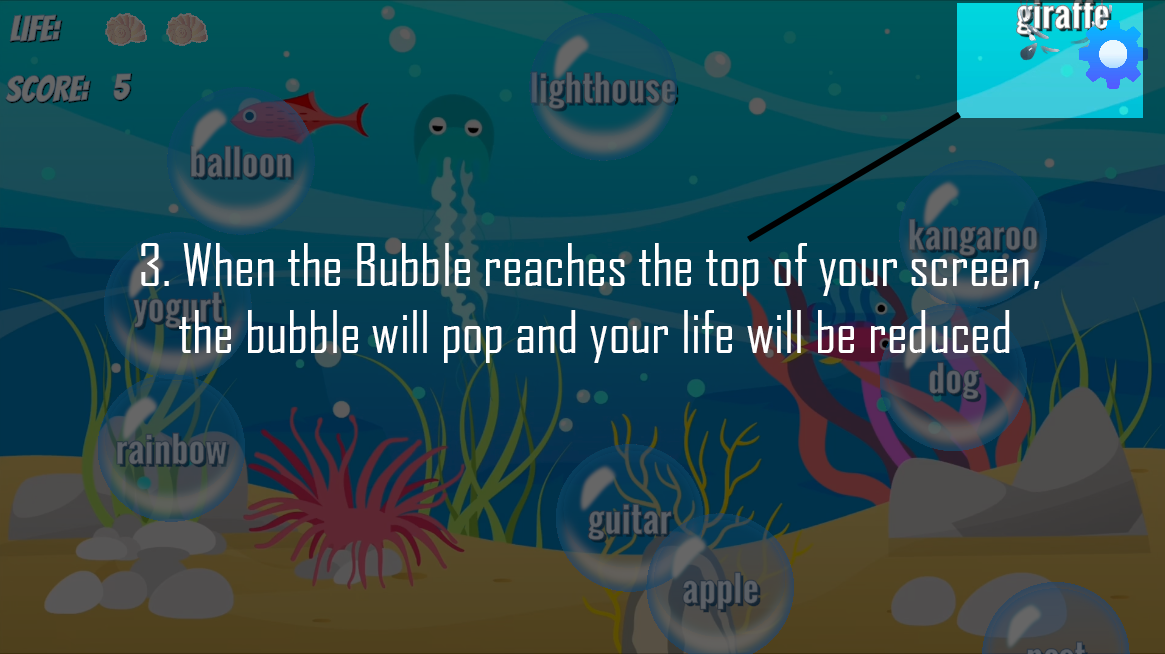 LIFE:
giraffe
SCORE: 5
lighthouse
balloon
kangaroo
3. When the Bubble reaches the top of your screen,
the bubble will pop and your life will be reduced
yogurt
dog
rainbow
guitar
apple